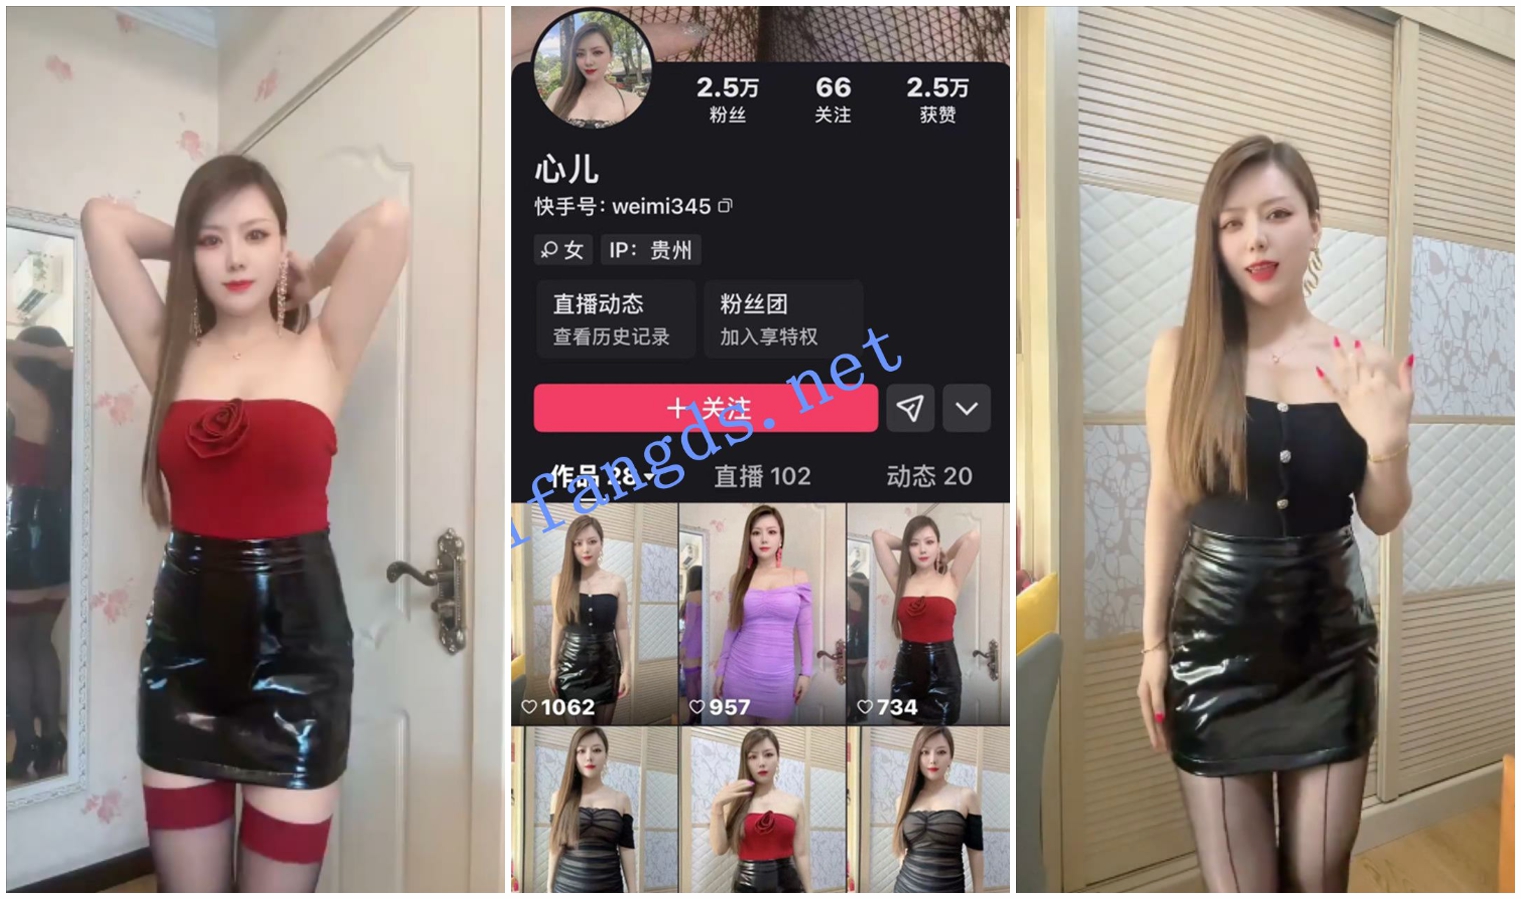 2.5万
粉丝
66
关注
2.5万
获赞
心儿
快手号：weimi345
女
IP：贵州
直播动态
查看历史记录
粉丝团
加入享特权
关注
作品 28
直播 102
动态 20
fangds.net
1062
957
734